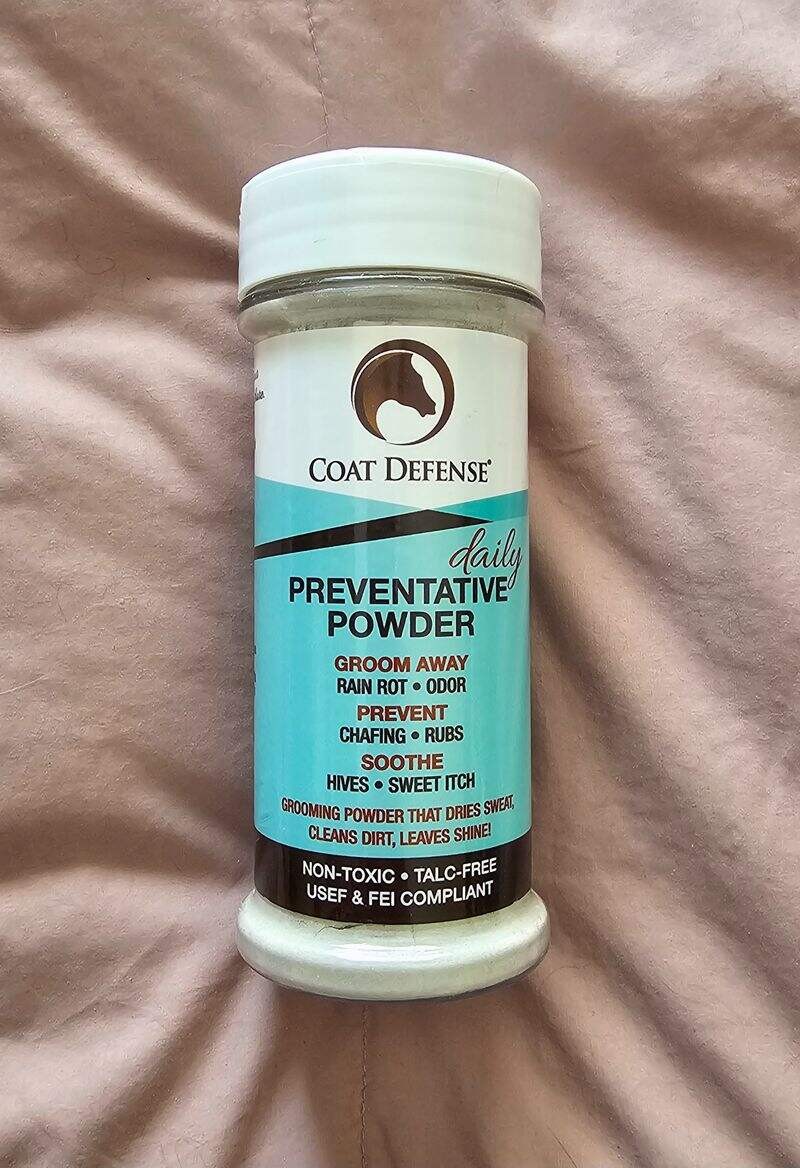 COAT DEFENSE®
daily
PREVENTATIVE
POWDER
GROOM AWAY
RAIN ROT • ODOR
PREVENT
CHAFING • RUBS
SOOTHE
HIVES • SWEET ITCH
GROOMING POWDER THAT DRIES SWEAT,
CLEANS DIRT, LEAVES SHINE!
NON-TOXIC • TALC-FREE
USEF & FEI COMPLIANT